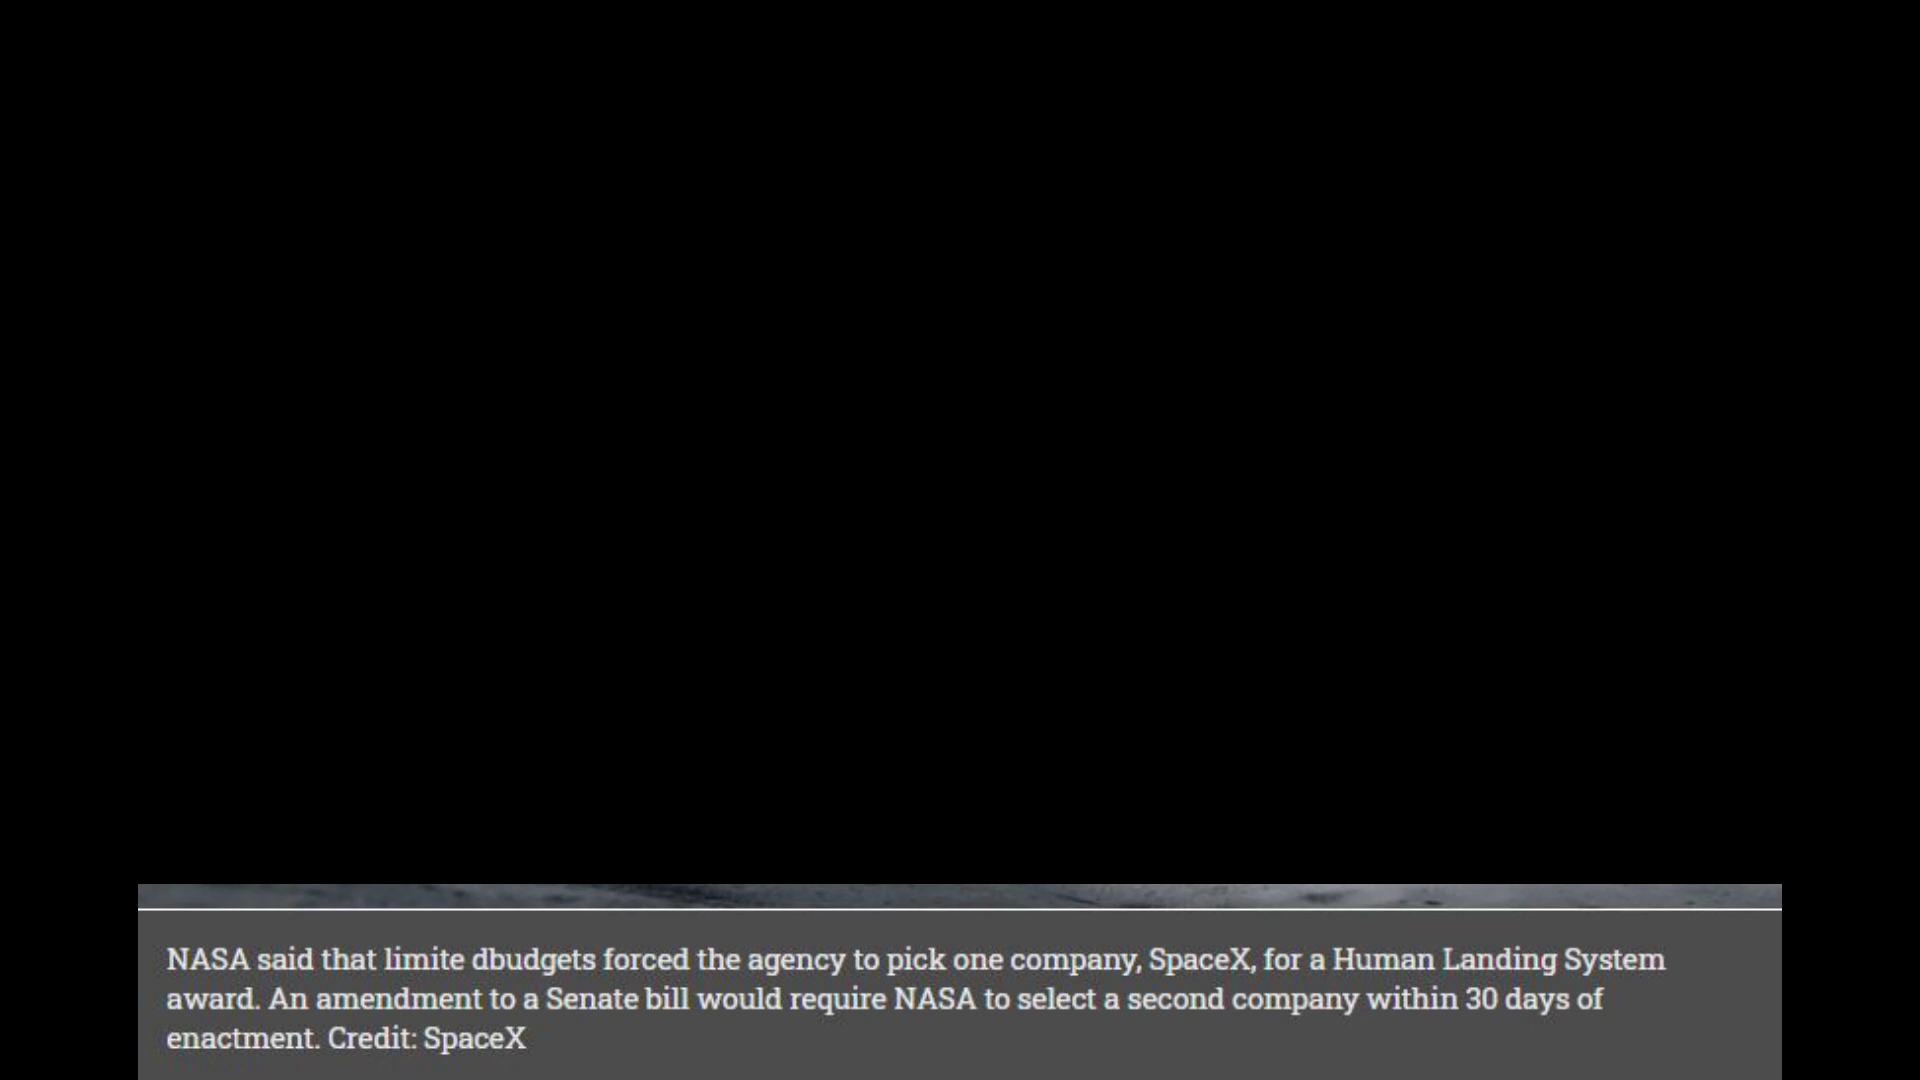 NASA said that limite dbudgets forced the agency to pick one company, SpaceX, for a Human Landing System
award. An amendment to a Senate bill would require NASA to select a second company within 30 days of
enactment. Credit: SpaceX